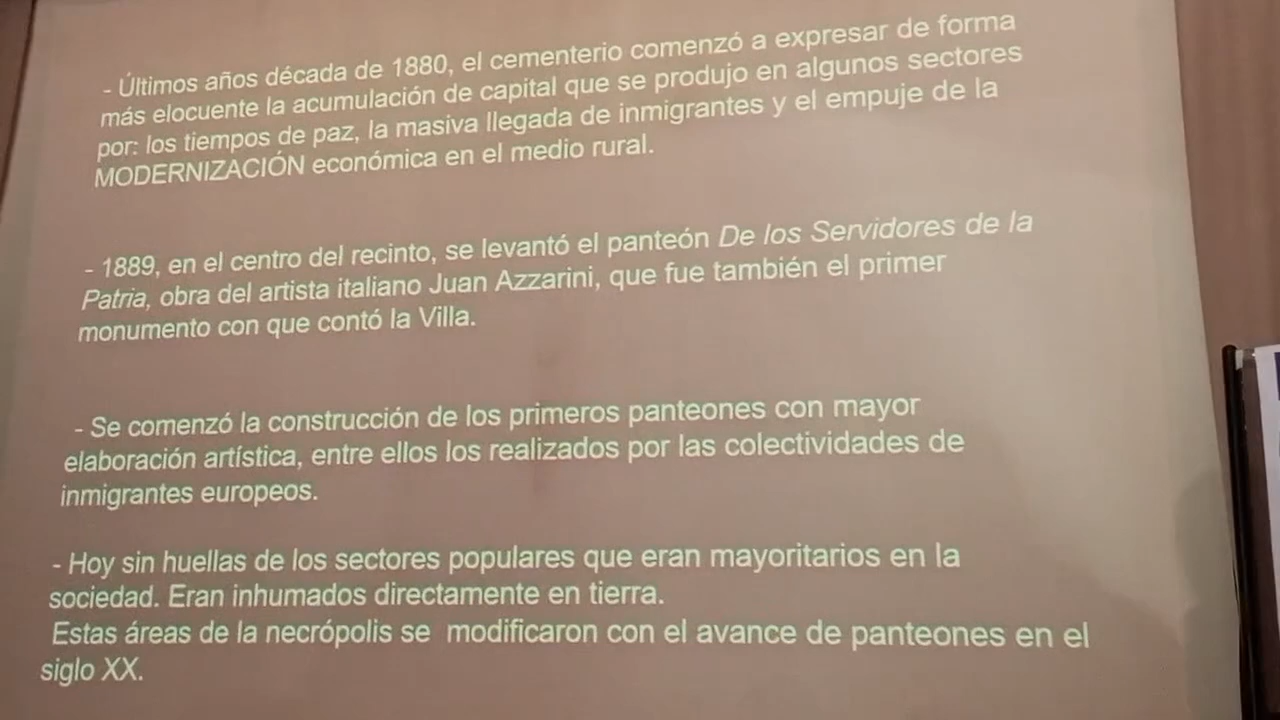 - Últimos años década de 1880, el cementerio comenzó a expresar de forma
más elocuente la acumulación de capital que se produjo en algunos sectores
por: los tiempos de paz, la masiva llegada de inmigrantes y el empuje de la
MODERNIZACIÓN económica en el medio rural.
- 1889, en el centro del recinto, se levantó el panteón De los Servidores de la
Patria, obra del artista italiano Juan Azzarini, que fue también el primer
monumento con que contó la Villa.
- Se comenzó la construcción de los primeros panteones con mayor
elaboración artística, entre ellos los realizados por las colectividades de
inmigrantes europeos.
- Hoy sin huellas de los sectores populares que eran mayoritarios en la
sociedad. Eran inhumados directamente en tierra.
Estas áreas de la necrópolis se modificaron con el avance de panteones en el
siglo XX.